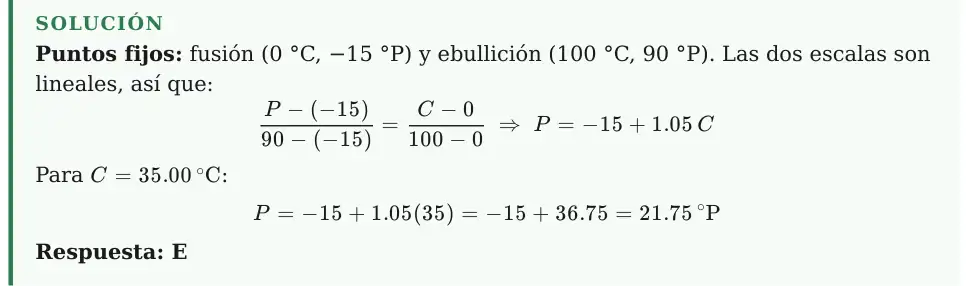 SOLUCIÓN
Puntos fijos: fusión (0 °C, −15 °P) y ebullición (100 °C, 90 °P). Las dos escalas son
lineales, así que:
\frac{P − (−15)}{90 − (−15)} = \frac{C − 0}{100 − 0} ⇒ P = −15 + 1.05 C
Para C = 35.00 °C:
P = −15 + 1.05(35) = −15 + 36.75 = 21.75 °P
Respuesta: E